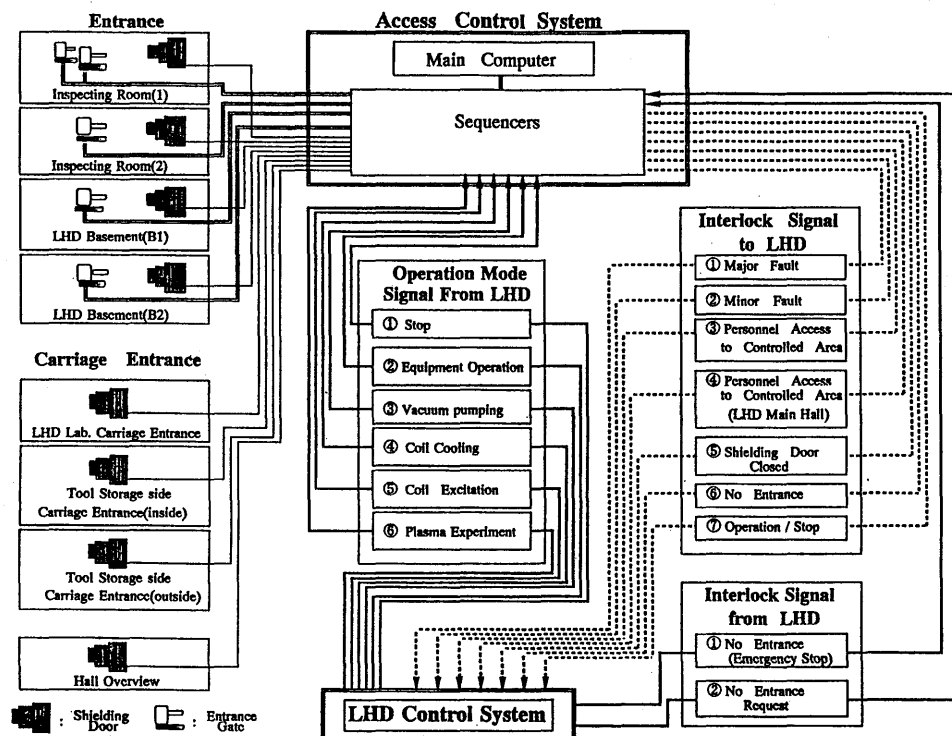 Entrance
Inspecting Room(1)
Inspecting Room(2)
LHD Basement(B1)
LHD Basement(B2)
Carriage Entrance
LHD Lab. Carriage Entrance
Tool Storage side
Carriage Entrance(inside)
Tool Storage side
Carriage Entrance(outside)
Hall Overview
: Shielding
Door
: Entrance
Gate
Access Control System
Main Computer
Sequencers
Operation Mode
Signal From LHD
① Stop
② Equipment Operation
③ Vacuum pumping
④ Coil Cooling
⑤ Coil Excitation
⑥ Plasma Experiment
LHD Control System
Interlock Signal
to LHD
① Major Fault
② Minor Fault
③ Personnel Access
to Controlled Area
④ Personnel Access
to Controlled Area
(LHD Main Hall)
⑤ Shielding Door
Closed
⑥ No Entrance
⑦ Operation / Stop
Interlock Signal
from LHD
① No Entrance
(Emergency Stop)
② No Entrance
Request